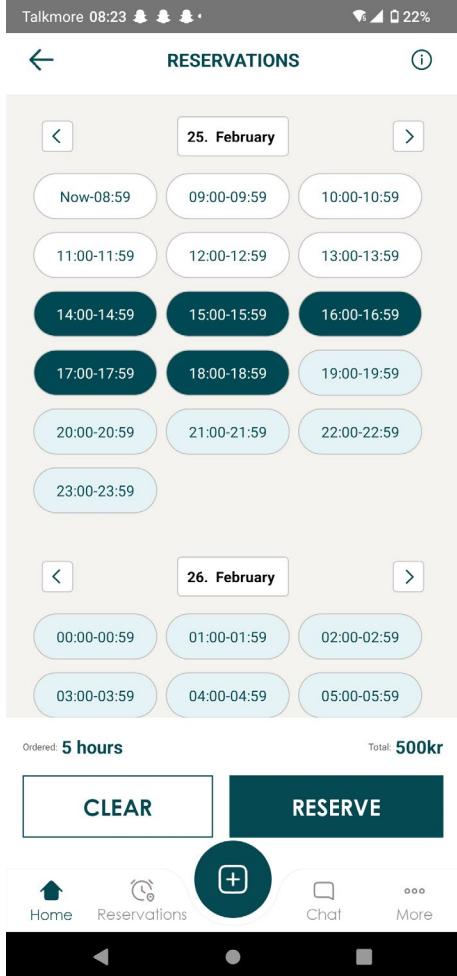 Talkmore 08:23 22%
RESERVATIONS
25. February
Now-08:59 09:00-09:59 10:00-10:59
11:00-11:59 12:00-12:59 13:00-13:59
14:00-14:59 15:00-15:59 16:00-16:59
17:00-17:59 18:00-18:59 19:00-19:59
20:00-20:59 21:00-21:59 22:00-22:59
23:00-23:59
26. February
00:00-00:59 01:00-01:59 02:00-02:59
03:00-03:59 04:00-04:59 05:00-05:59
Ordered: 5 hours Total: 500kr
CLEAR RESERVE
Home Reservations Chat More